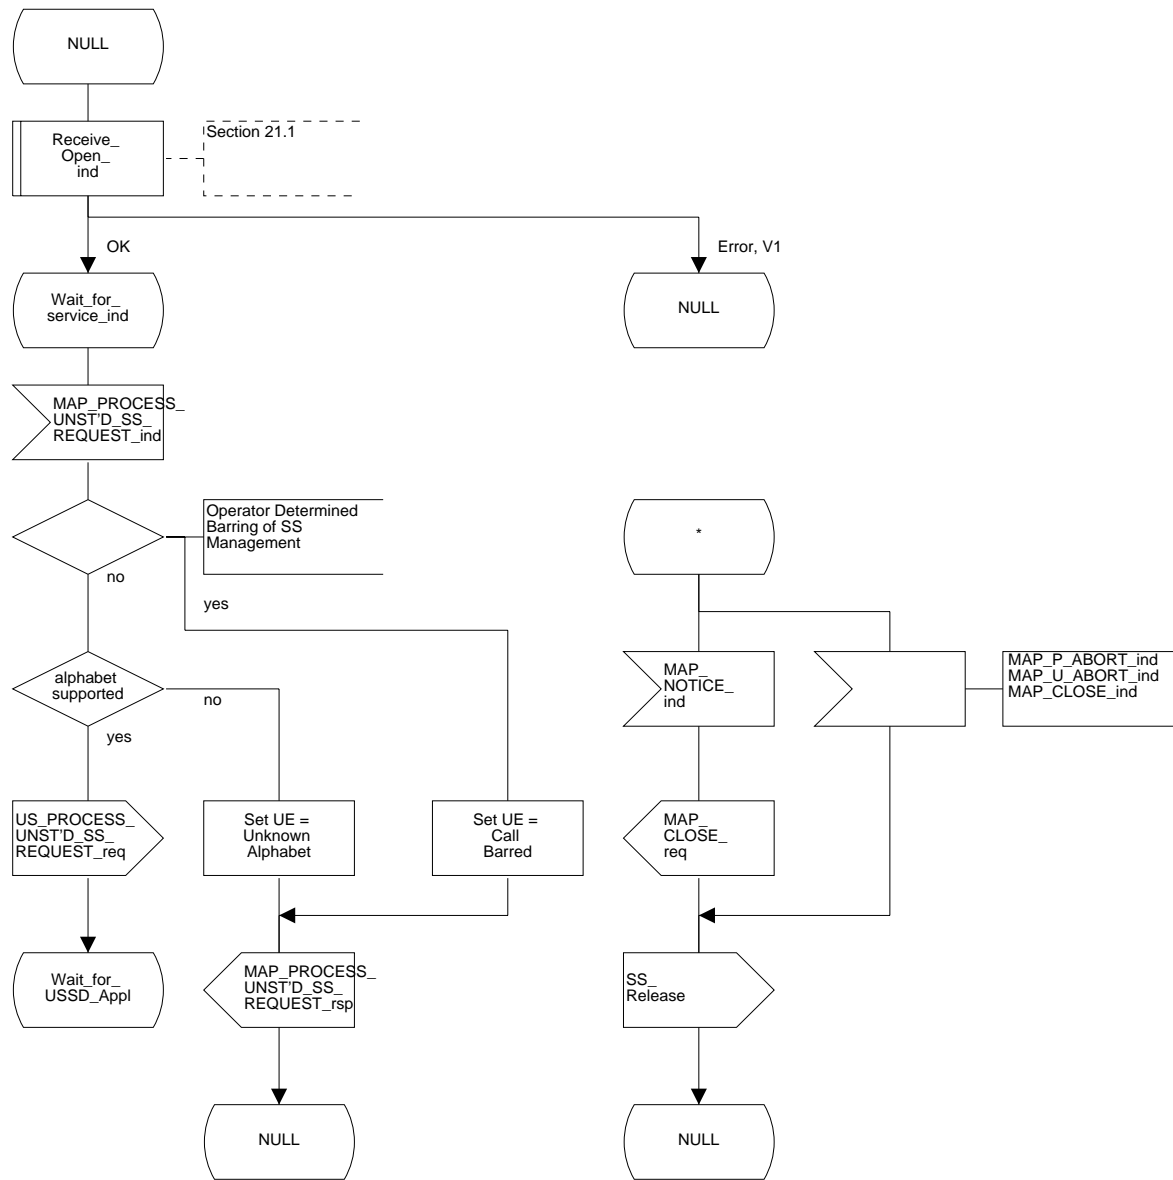 NULL
Receive_
Open_
ind
Section 21.1
OK
Error, V1
Wait_for_
service_ind
NULL
MAP_PROCESS_
UNST'D_SS_
REQUEST_ind
Operator Determined
Barring of SS
Management
*
no
yes
alphabet
supported
no
yes
MAP_
NOTICE_
ind
MAP_P_ABORT_ind
MAP_U_ABORT_ind
MAP_CLOSE_ind
US_PROCESS_
UNST'D_SS_
REQUEST_req
Set UE =
Unknown
Alphabet
Set UE =
Call
Barred
MAP_
CLOSE_
req
Wait_for_
USSD_Appl
MAP_PROCESS_
UNST'D_SS_
REQUEST_rsp
SS_
Release
NULL
NULL